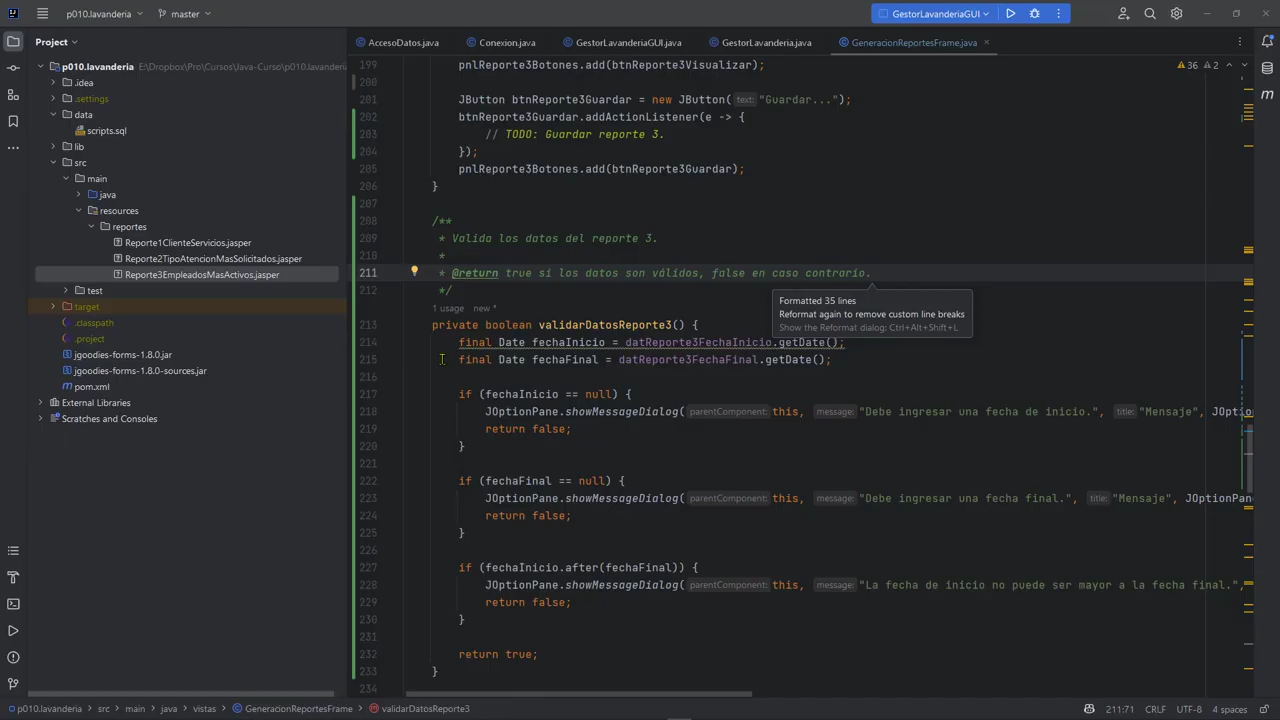 p010.lavanderia
master
GestorLavanderiaGUI
Project
p010.lavanderia E:\Dropbox\Pro\Cursos\Java-Curso\p010.lavanderia
.idea
.settings
data
scripts.sql
lib
src
main
java
resources
reportes
Reporte1ClienteServicios.jasper
Reporte2TipoAtencionMasSolicitados.jasper
Reporte3EmpleadosMasActivos.jasper
test
target
.classpath
.project
jgoodies-forms-1.8.0.jar
jgoodies-forms-1.8.0-sources.jar
pom.xml
External Libraries
Scratches and Consoles
AccesoDatos.java
Conexion.java
GestorLavanderiaGUI.java
GestorLavanderia.java
GeneracionReportesFrame.java
36 2
199 pnlReporte3Botones.add(btnReporte3Visualizar);
200
201 JButton btnReporte3Guardar = new JButton( text: "Guardar...");
202 btnReporte3Guardar.addActionListener(e -> {
203 // TODO: Guardar reporte 3.
204 });
205 pnlReporte3Botones.add(btnReporte3Guardar);
206 }
207
208 /**
209 * Valida los datos del reporte 3.
210 *
211 * @return true si los datos son válidos, false en caso contrario.
212 */
Formatted 35 lines
Reformat again to remove custom line breaks
Show the Reformat dialog: Ctrl+Alt+Shift+L
1 usage new *
213 private boolean validarDatosReporte3() {
214 final Date fechaInicio = datReporte3FechaInicio.getDate();
215 final Date fechaFinal = datReporte3FechaFinal.getDate();
216
217 if (fechaInicio == null) {
218 JOptionPane.showMessageDialog( parentComponent: this, message: "Debe ingresar una fecha de inicio.", title: "Mensaje", JOptio
219 return false;
220 }
221
222 if (fechaFinal == null) {
223 JOptionPane.showMessageDialog( parentComponent: this, message: "Debe ingresar una fecha final.", title: "Mensaje", JOptionPane
224 return false;
225 }
226
227 if (fechaInicio.after(fechaFinal)) {
228 JOptionPane.showMessageDialog( parentComponent: this, message: "La fecha de inicio no puede ser mayor a la fecha final.",
229 return false;
230 }
231
232 return true;
233 }
234
p010.lavanderia > src > main > java > vistas > GeneracionReportesFrame > validarDatosReporte3
211:71 CRLF UTF-8 4 spaces